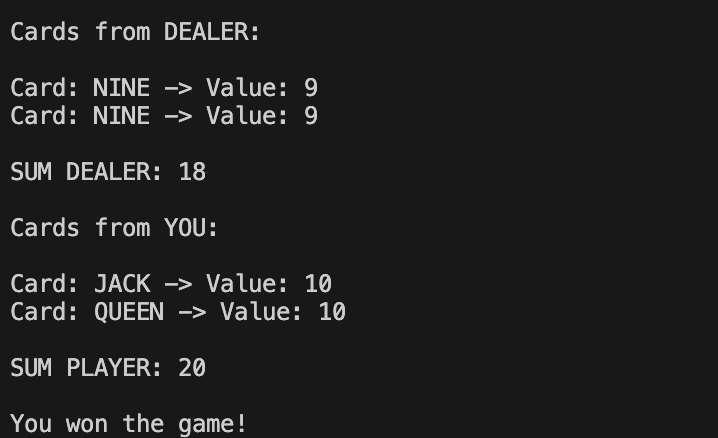 Cards from DEALER:
Card: NINE -> Value: 9
Card: NINE -> Value: 9
SUM DEALER: 18
Cards from YOU:
Card: JACK -> Value: 10
Card: QUEEN -> Value: 10
SUM PLAYER: 20
You won the game!